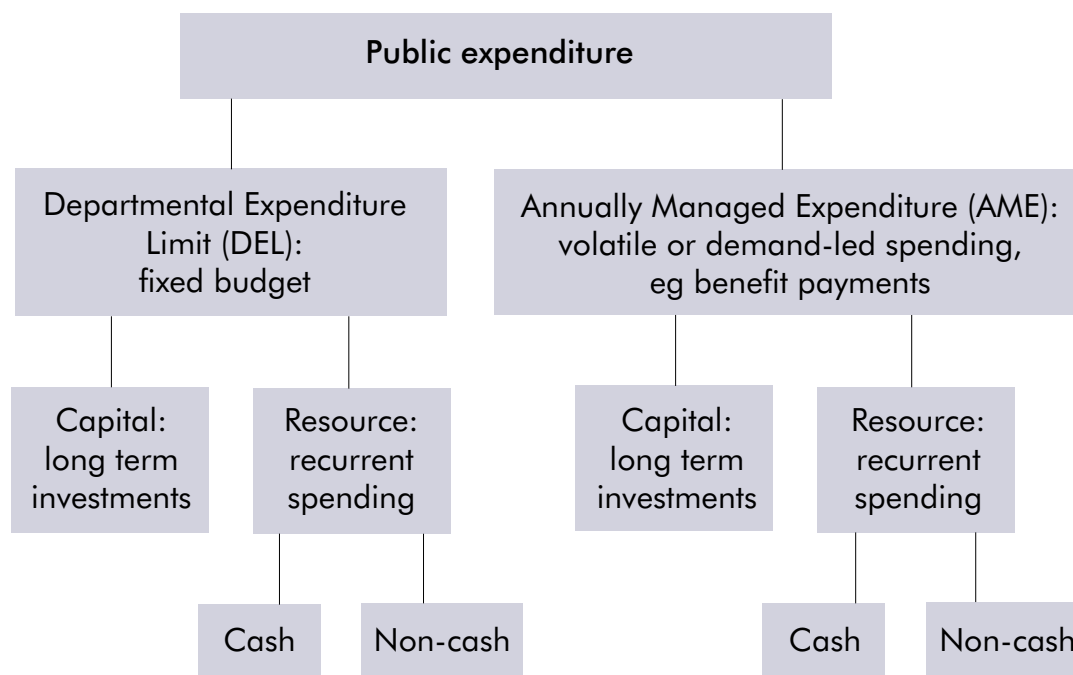 Public expenditure
Departmental Expenditure
Limit (DEL):
fixed budget
Annually Managed Expenditure (AME):
volatile or demand-led spending,
eg benefit payments
Capital:
long term
investments
Resource:
recurrent
spending
Capital:
long term
investments
Resource:
recurrent
spending
Cash
Non-cash
Cash
Non-cash